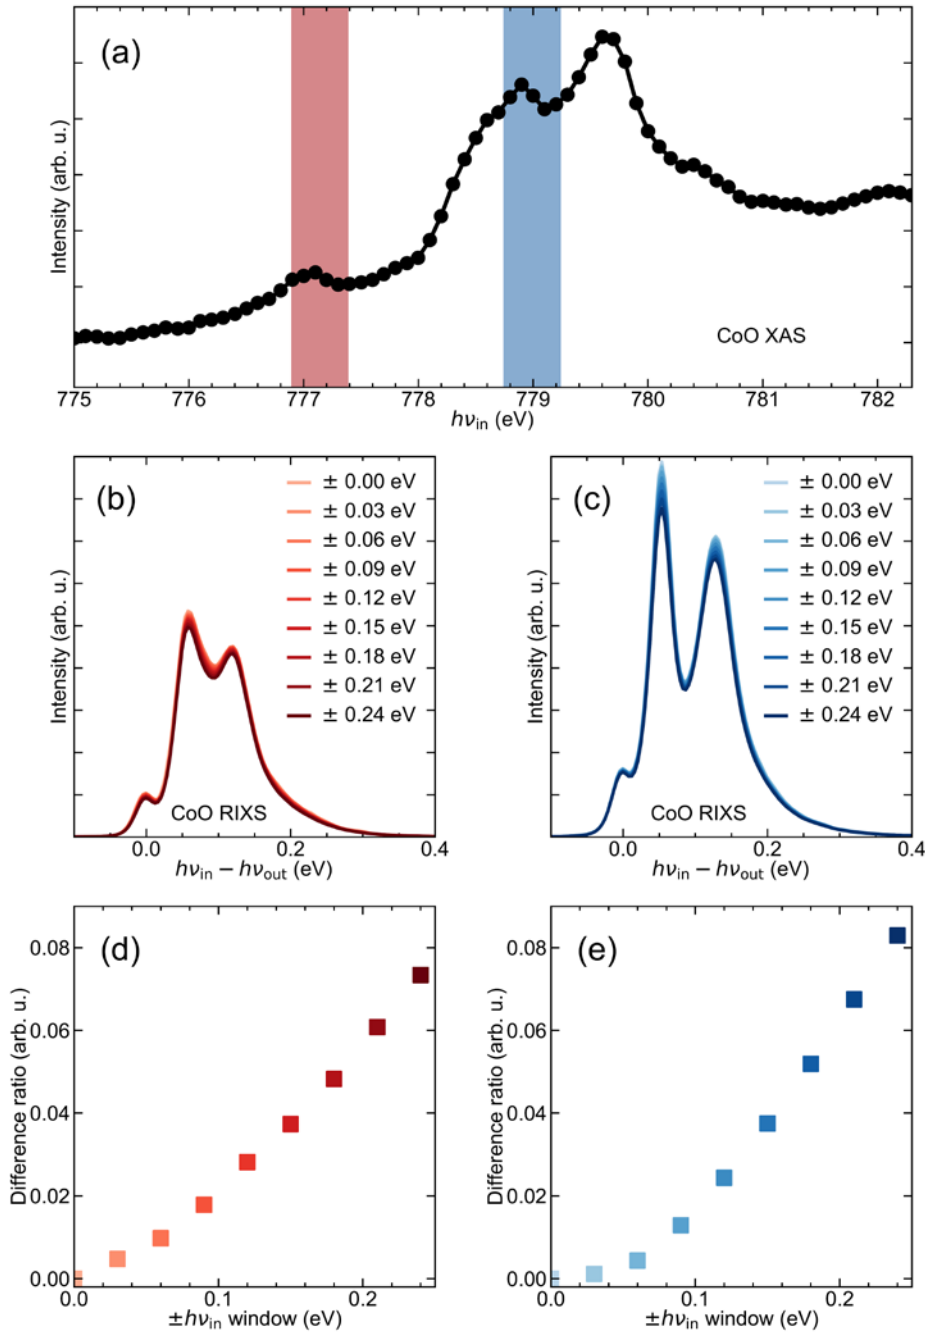 (a)
Intensity (arb. u.)
CoO XAS
775 776 777 778 779 780 781 782
hνin (eV)
(b)
± 0.00 eV
± 0.03 eV
± 0.06 eV
± 0.09 eV
± 0.12 eV
± 0.15 eV
± 0.18 eV
± 0.21 eV
± 0.24 eV
Intensity (arb. u.)
CoO RIXS
0.0 0.2 0.4
hνin − hνout (eV)
(c)
± 0.00 eV
± 0.03 eV
± 0.06 eV
± 0.09 eV
± 0.12 eV
± 0.15 eV
± 0.18 eV
± 0.21 eV
± 0.24 eV
Intensity (arb. u.)
CoO RIXS
0.0 0.2 0.4
hνin − hνout (eV)
(d)
Difference ratio (arb. u.)
0.08
0.06
0.04
0.02
0.00
0.0 0.2
±hνin window (eV)
(e)
Difference ratio (arb. u.)
0.08
0.06
0.04
0.02
0.00
0.0 0.2
±hνin window (eV)